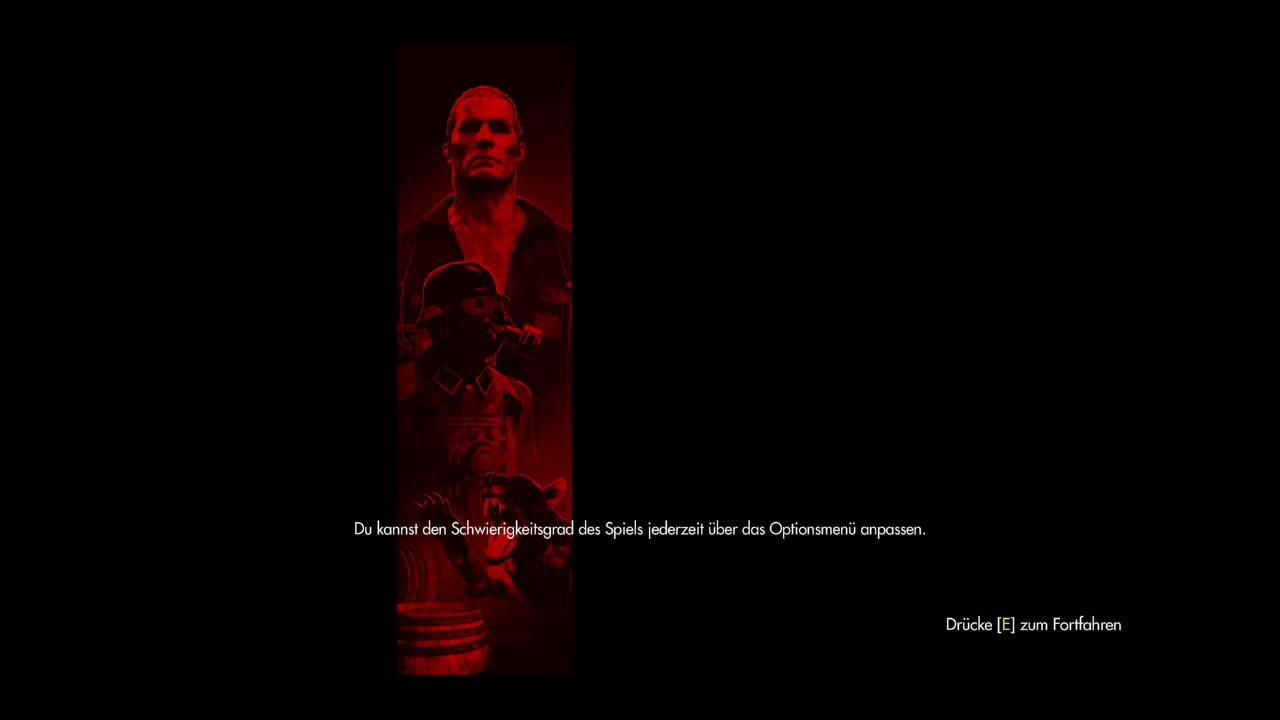 Du kannst den Schwierigkeitsgrad des Spiels jederzeit über das Optionsmenü anpassen.
Drücke [E] zum Fortfahren